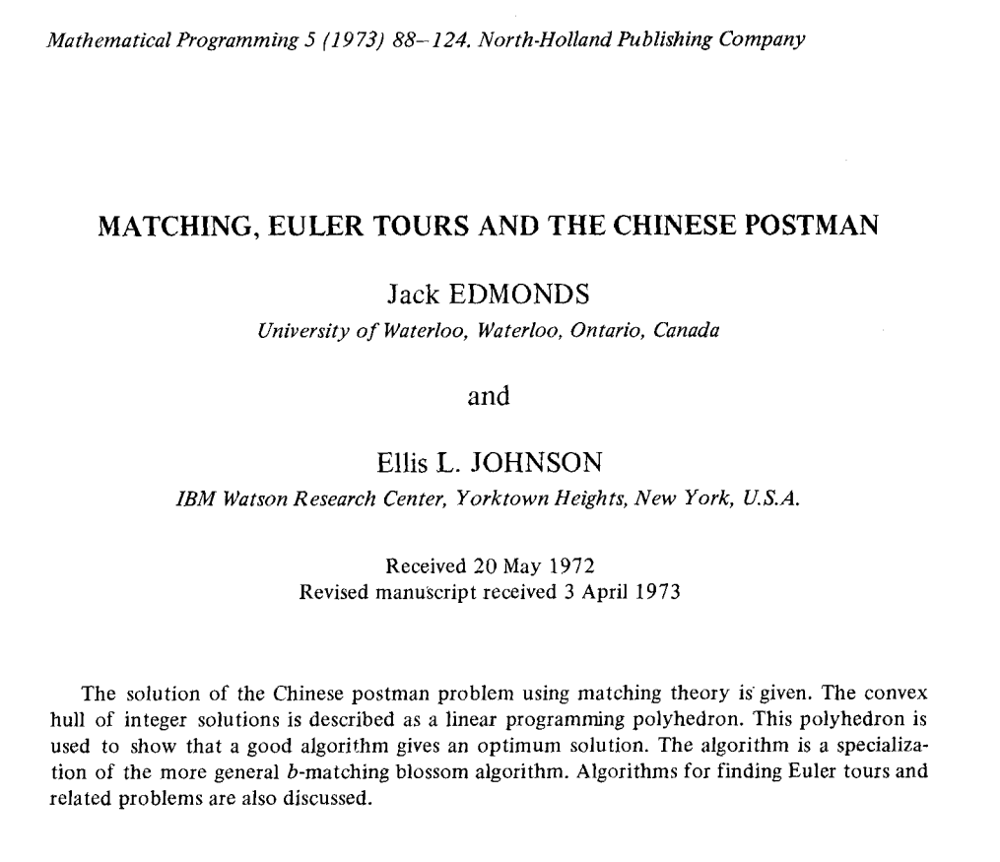 Mathematical Programming 5 (1973) 88–124. North-Holland Publishing Company
MATCHING, EULER TOURS AND THE CHINESE POSTMAN
Jack EDMONDS
University of Waterloo, Waterloo, Ontario, Canada
and
Ellis L. JOHNSON
IBM Watson Research Center, Yorktown Heights, New York, U.S.A.
Received 20 May 1972
Revised manuscript received 3 April 1973
The solution of the Chinese postman problem using matching theory is given. The convex
hull of integer solutions is described as a linear programming polyhedron. This polyhedron is
used to show that a good algorithm gives an optimum solution. The algorithm is a specializa-
tion of the more general b-matching blossom algorithm. Algorithms for finding Euler tours and
related problems are also discussed.